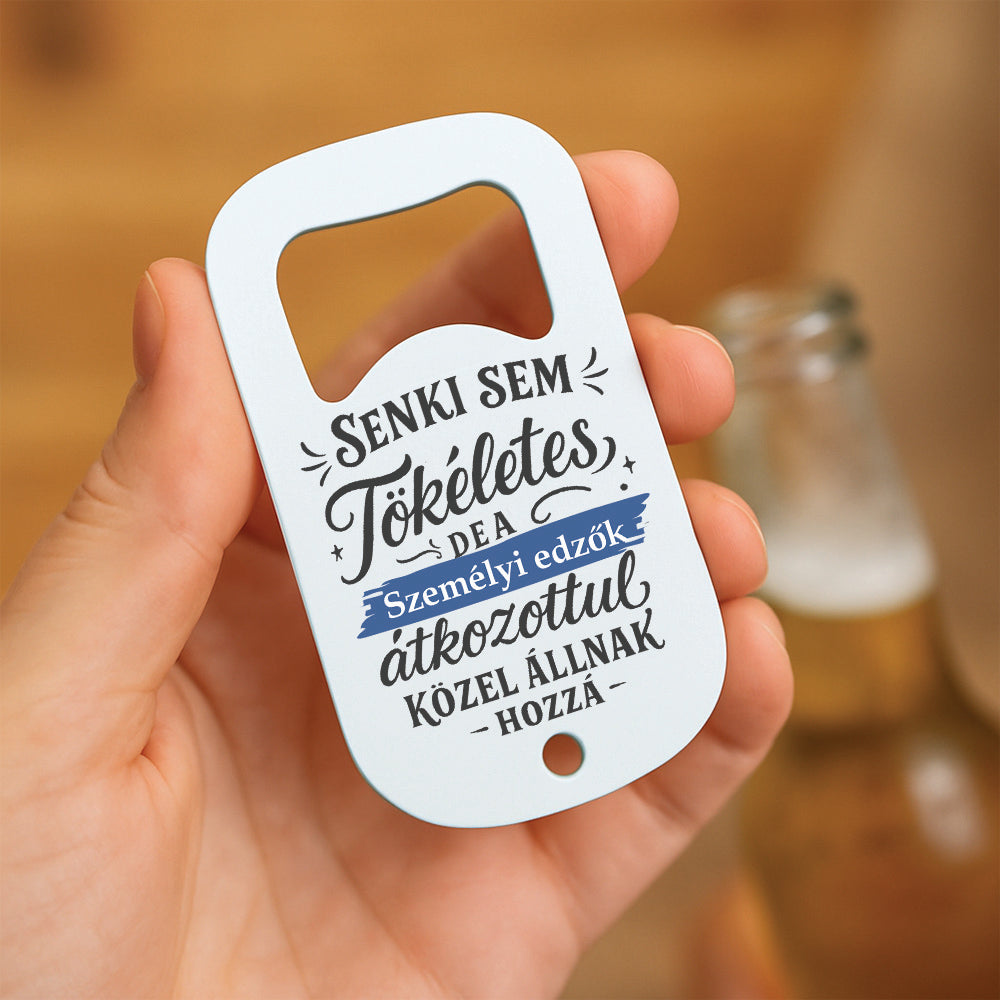 SENKI SEM
Tökéletes
DE A
Személyi edzők
átkozottul
KÖZEL ÁLLNAK
- HOZZÁ -